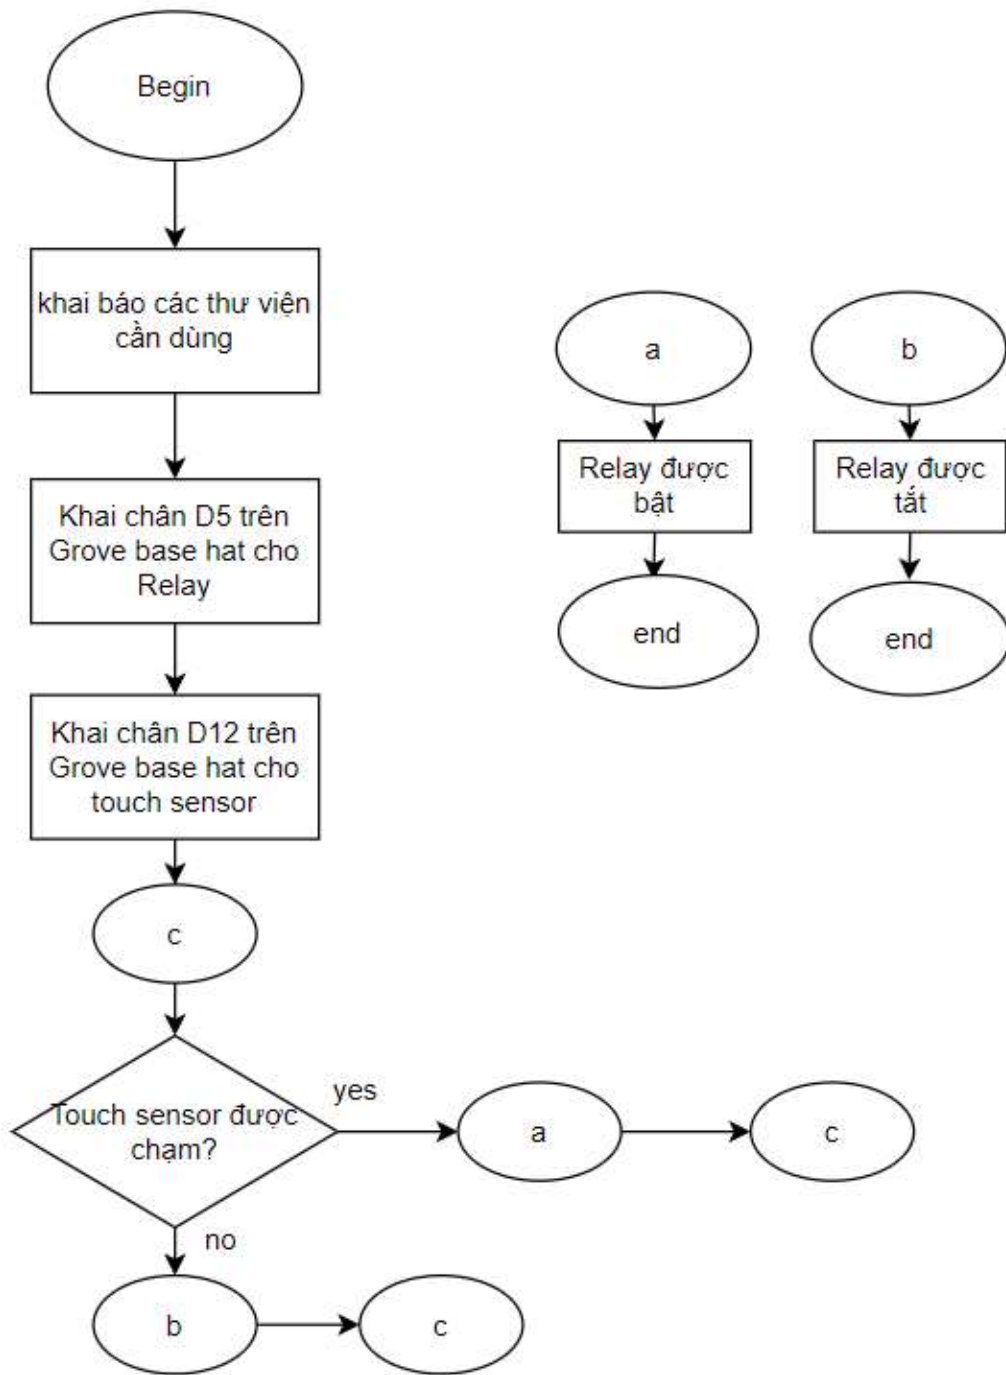 Begin
khai báo các thư viện
cần dùng
Khai chân D5 trên
Grove base hat cho
Relay
Khai chân D12 trên
Grove base hat cho
touch sensor
c
Touch sensor được
chạm?
yes
a
c
no
b
c
a
Relay được
bật
end
b
Relay được
tắt
end